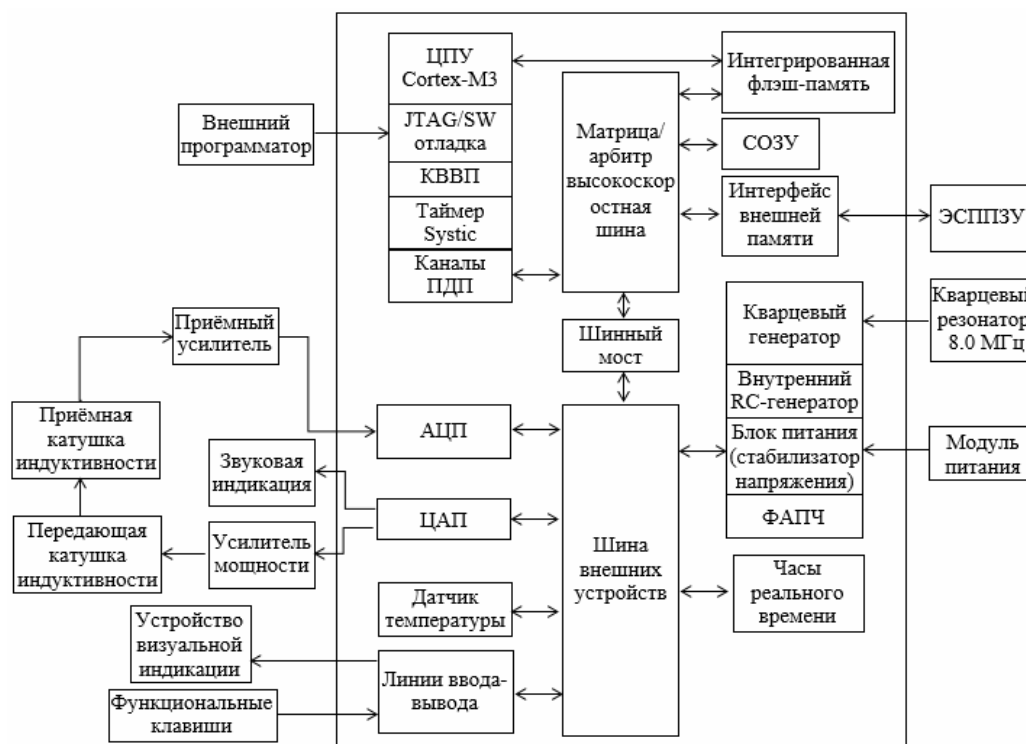 ЦПУ
Cortex-M3
JTAG/SW
отладка
КВВП
Таймер
Systic
Каналы
ПДП
Внешний
программатор
Матрица/
арбитр
высокоскор
остная
шина
Интегрированная
флэш-память
СОЗУ
Интерфейс
внешней
памяти
ЭСППЗУ
Кварцевый
резонатор
8.0 МГц
Кварцевый
генератор
Внутренний
RC-генератор
Блок питания
(стабилизатор
напряжения)
ФАПЧ
Модуль
питания
Шинный
мост
Приёмный
усилитель
Приёмная
катушка
индуктивности
Передающая
катушка
индуктивности
Звуковая
индикация
Усилитель
мощности
АЦП
ЦАП
Шина
внешних
устройств
Часы
реального
времени
Датчик
температуры
Устройство
визуальной
индикации
Линии ввода-
вывода
Функциональные
клавиши